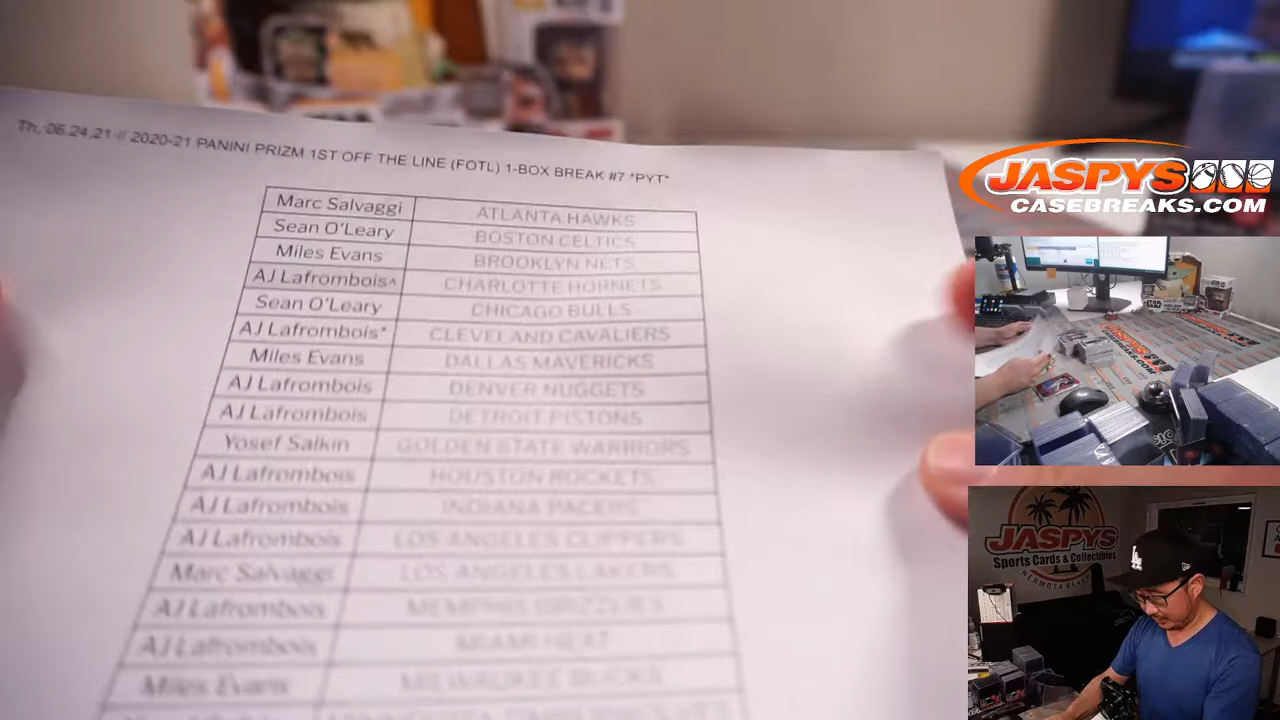 Th, 06.24.21 // 2020-21 PANINI PRIZM 1ST OFF THE LINE (FOTL) 1-BOX BREAK #7 *PYT*
Marc Salvaggi ATLANTA HAWKS
Sean O'Leary BOSTON CELTICS
Miles Evans BROOKLYN NETS
AJ Lafrombois^ CHARLOTTE HORNETS
Sean O'Leary CHICAGO BULLS
AJ Lafrombois* CLEVELAND CAVALIERS
Miles Evans DALLAS MAVERICKS
AJ Lafrombois DENVER NUGGETS
AJ Lafrombois DETROIT PISTONS
Yosef Salkin GOLDEN STATE WARRIORS
AJ Lafrombois HOUSTON ROCKETS
AJ Lafrombois INDIANA PACERS
AJ Lafrombois LOS ANGELES CLIPPERS
Marc Salvaggi LOS ANGELES LAKERS
AJ Lafrombois MEMPHIS GRIZZLIES
AJ Lafrombois MIAMI HEAT
Miles Evans MILWAUKEE BUCKS
JASPYS
CASEBREAKS.COM
JASPYS
Sports Cards & Collectibles
HERMOSA BEACH
LA